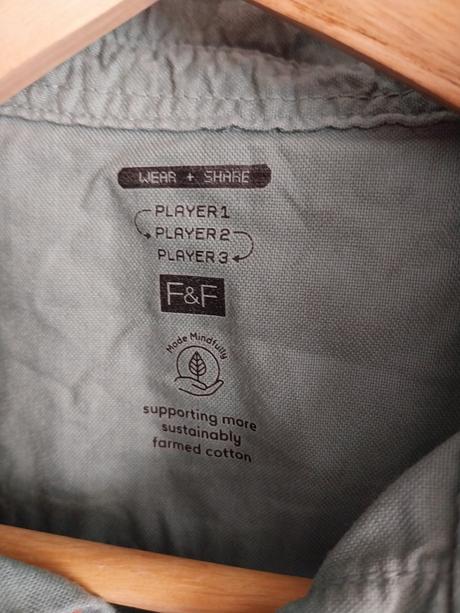 WEAR + SHARE
PLAYER 1
PLAYER 2
PLAYER 3
F&F
Made Mindfully
supporting more
sustainably
farmed cotton